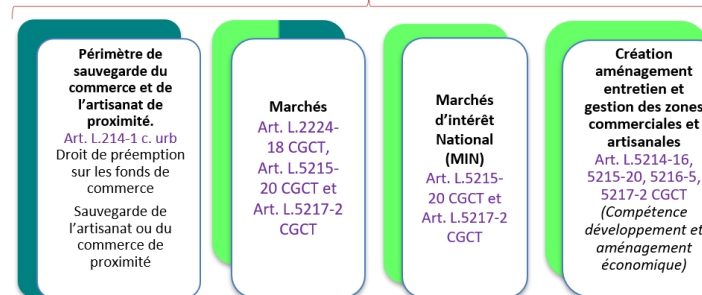 Périmètre de
sauvegarde du
commerce et de
l'artisanat de
proximité.
Art. L.214-1 c. urb
Droit de préemption
sur les fonds de
commerce
Sauvegarde de
l'artisanat ou du
commerce de
proximité
Marchés
Art. L.2224-
18 CGCT,
Art. L.5215-
20 CGCT et
Art. L.5217-2
CGCT
Marchés
d'intérêt
National
(MIN)
Art. L.5215-
20 CGCT et
Art. L.5217-2
CGCT
Création
aménagement
entretien et
gestion des zones
commerciales et
artisanales
Art. L.5214-16,
5215-20, 5216-5,
5217-2 CGCT
(Compétence
développement et
aménagement
économique)